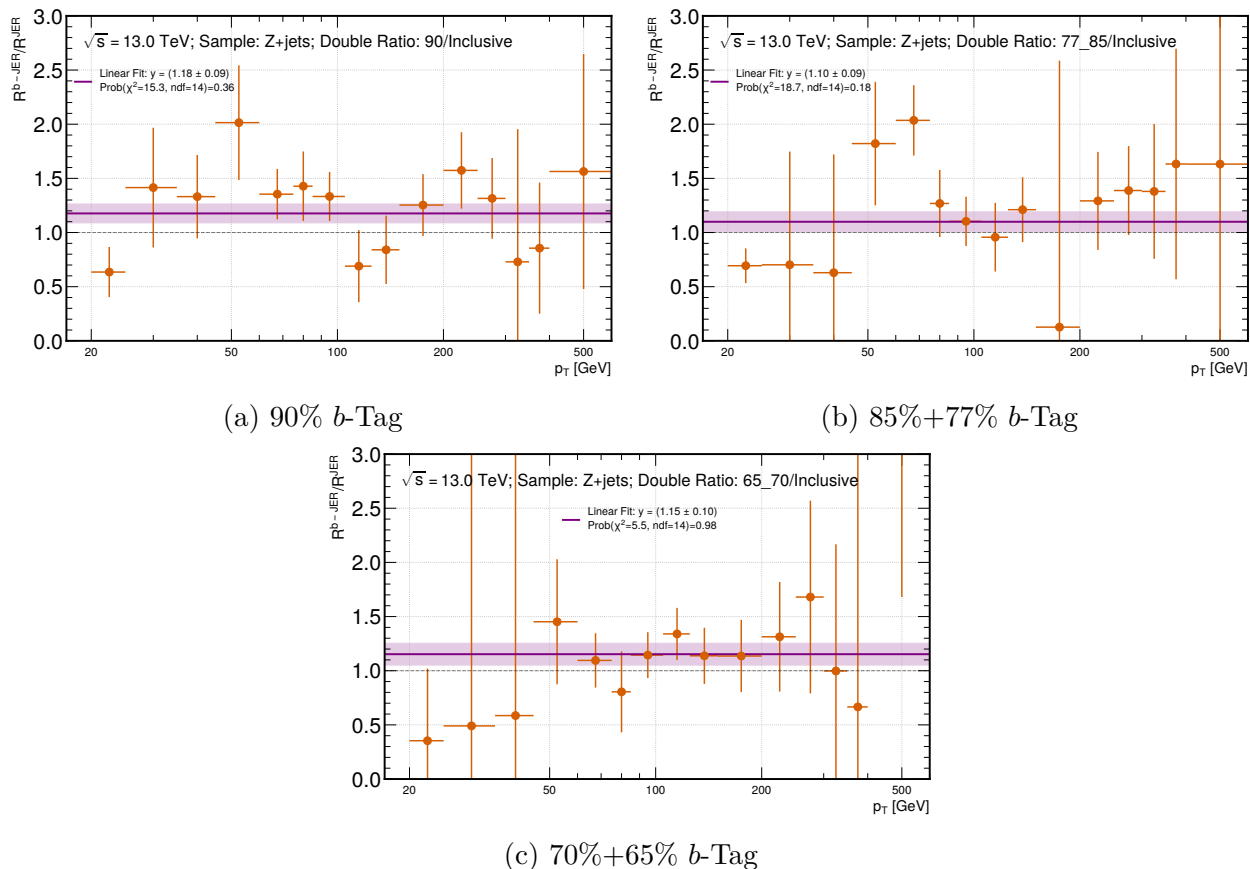 √s = 13.0 TeV; Sample: Z+jets; Double Ratio: 90/Inclusive
Linear Fit: y = (1.18 ± 0.09)
Prob(χ²=15.3, ndf=14)=0.36
R^b−JER/R^JER
3.0
2.5
2.0
1.5
1.0
0.5
0.0
20 50 100 200 500
p_T [GeV]
(a) 90% b-Tag
√s = 13.0 TeV; Sample: Z+jets; Double Ratio: 77_85/Inclusive
Linear Fit: y = (1.10 ± 0.09)
Prob(χ²=18.7, ndf=14)=0.18
R^b−JER/R^JER
3.0
2.5
2.0
1.5
1.0
0.5
0.0
20 50 100 200 500
p_T [GeV]
(b) 85%+77% b-Tag
√s = 13.0 TeV; Sample: Z+jets; Double Ratio: 65_70/Inclusive
Linear Fit: y = (1.15 ± 0.10)
Prob(χ²=5.5, ndf=14)=0.98
R^b−JER/R^JER
3.0
2.5
2.0
1.5
1.0
0.5
0.0
20 50 100 200 500
p_T [GeV]
(c) 70%+65% b-Tag